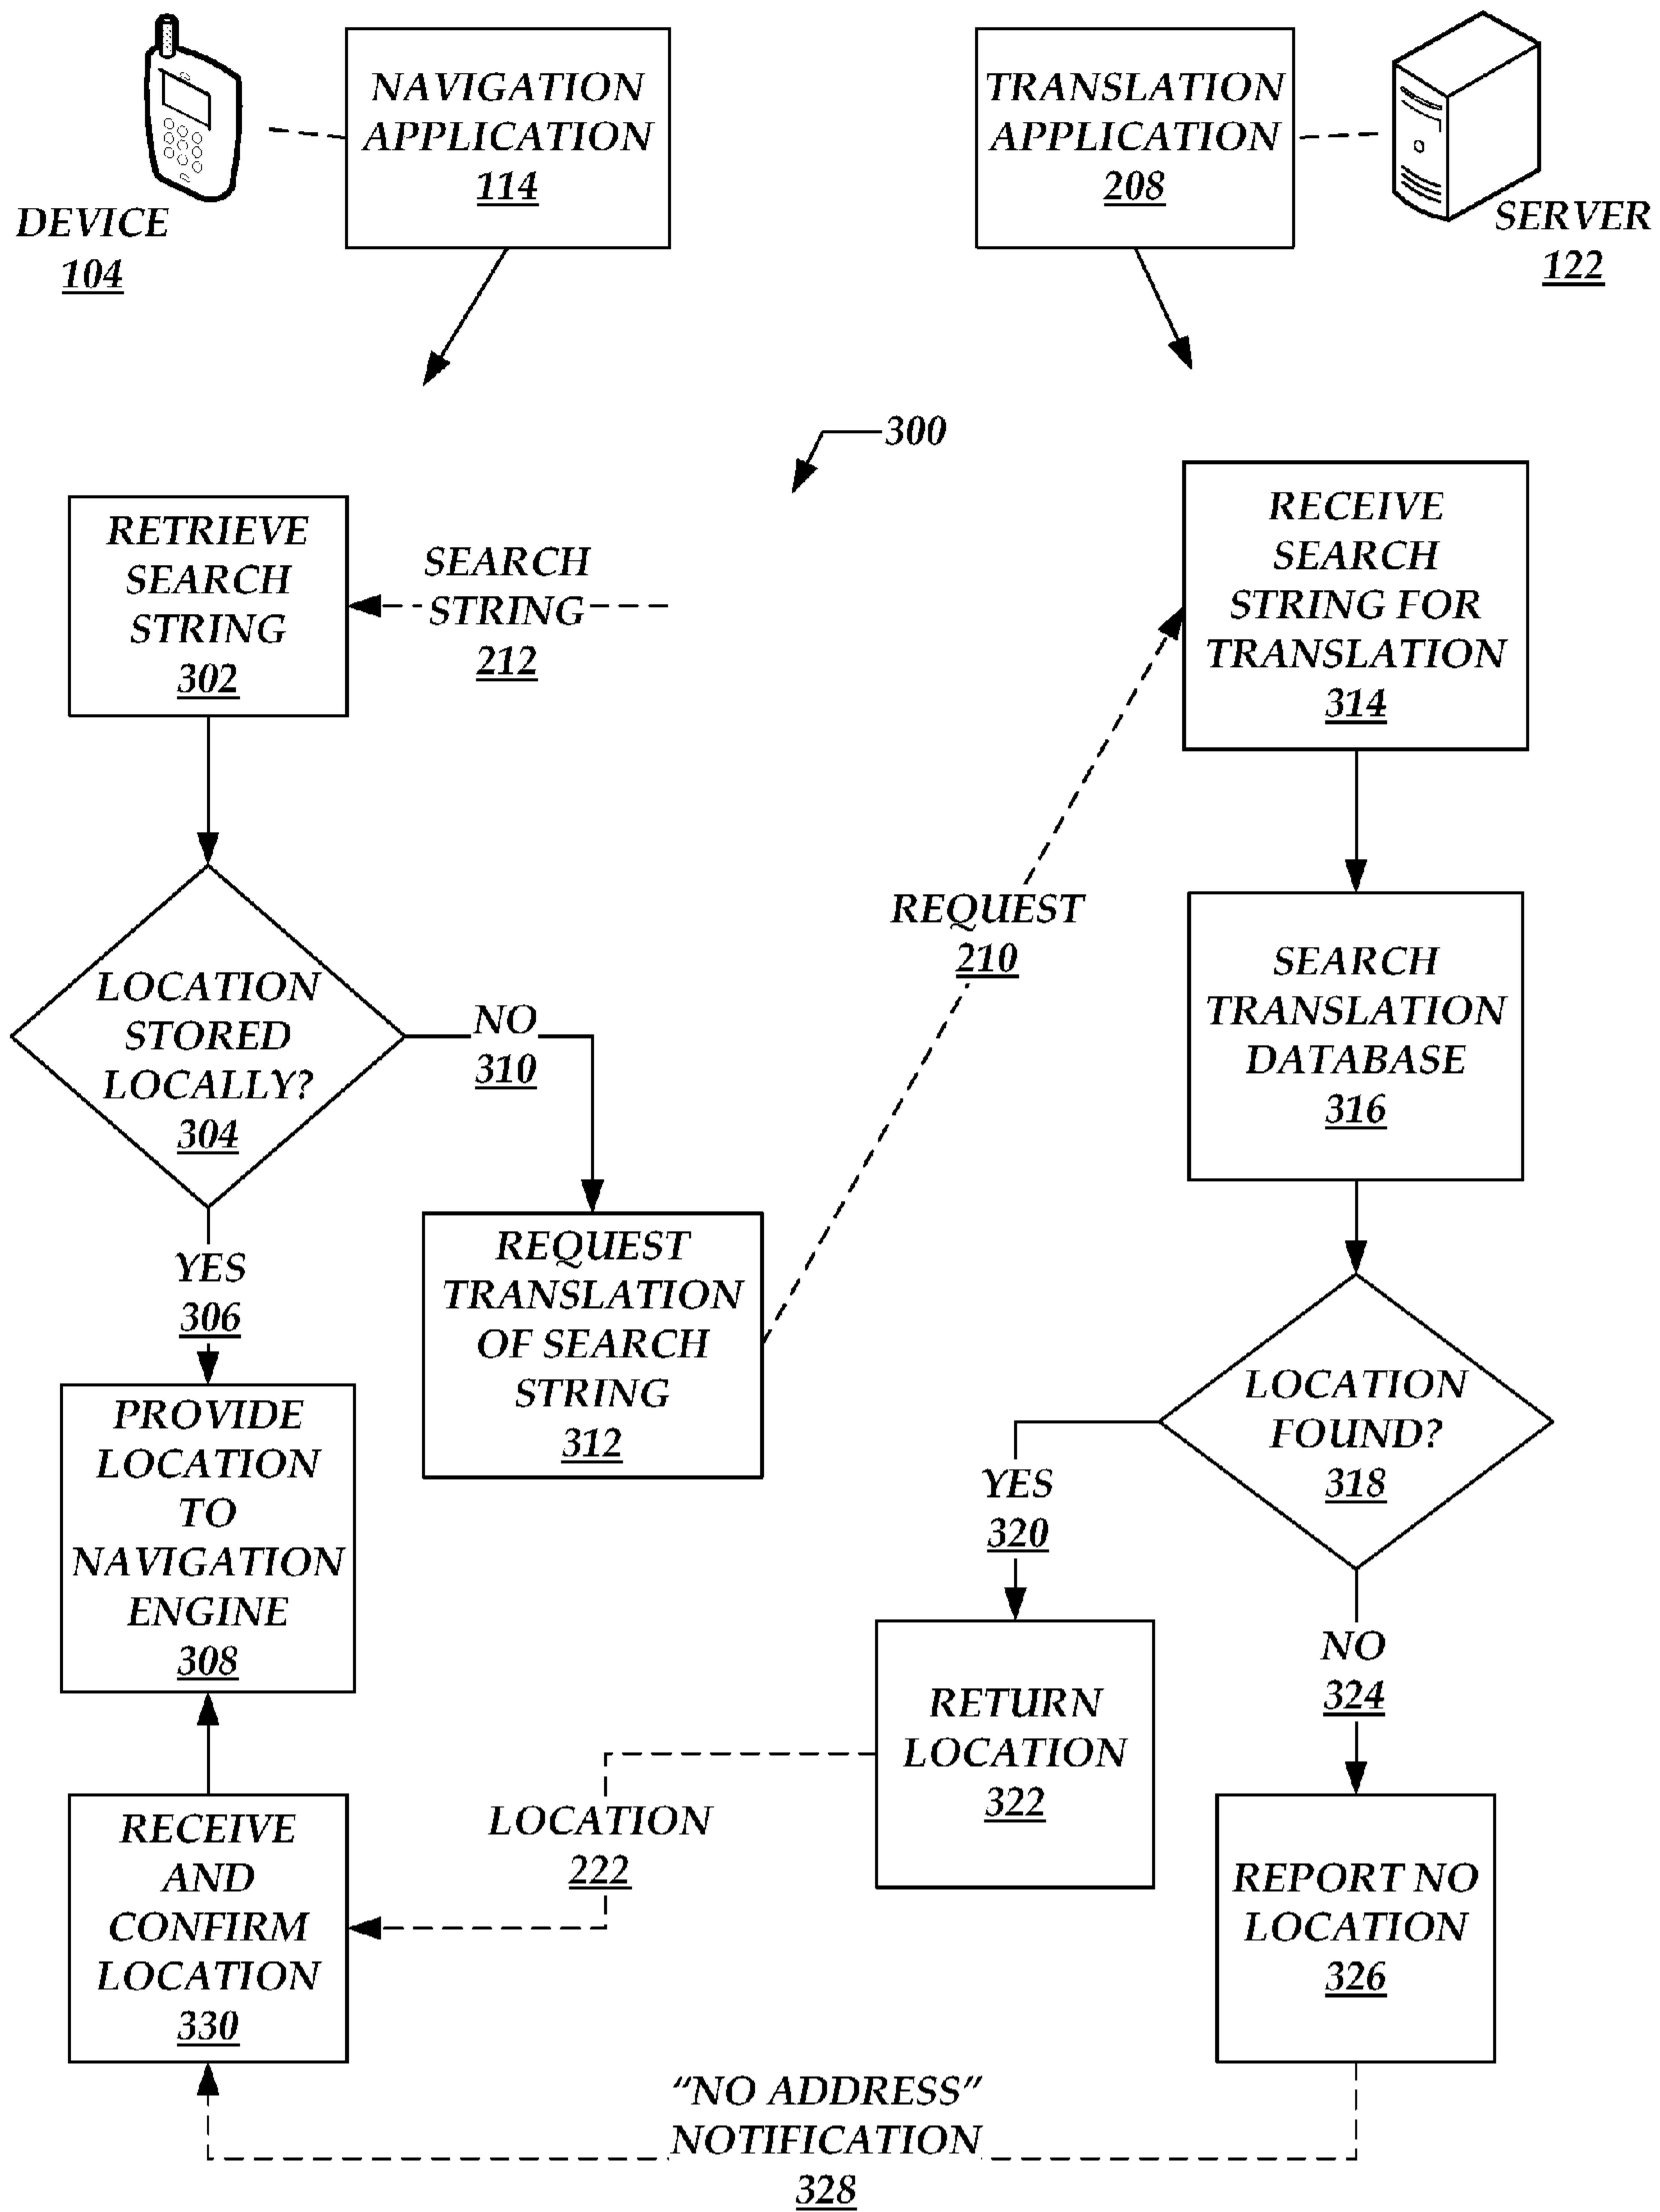 NAVIGATION
APPLICATION
114
TRANSLATION
APPLICATION
208
DEVICE
104
SERVER
122
300
RETRIEVE
SEARCH
STRING
302
SEARCH
STRING
212
RECEIVE
SEARCH
STRING FOR
TRANSLATION
314
LOCATION
STORED
LOCALLY?
304
NO
310
REQUEST
210
SEARCH
TRANSLATION
DATABASE
316
YES
306
REQUEST
TRANSLATION
OF SEARCH
STRING
312
LOCATION
FOUND?
318
PROVIDE
LOCATION
TO
NAVIGATION
ENGINE
308
YES
320
NO
324
RETURN
LOCATION
322
LOCATION
222
RECEIVE
AND
CONFIRM
LOCATION
330
REPORT NO
LOCATION
326
“NO ADDRESS”
NOTIFICATION
328